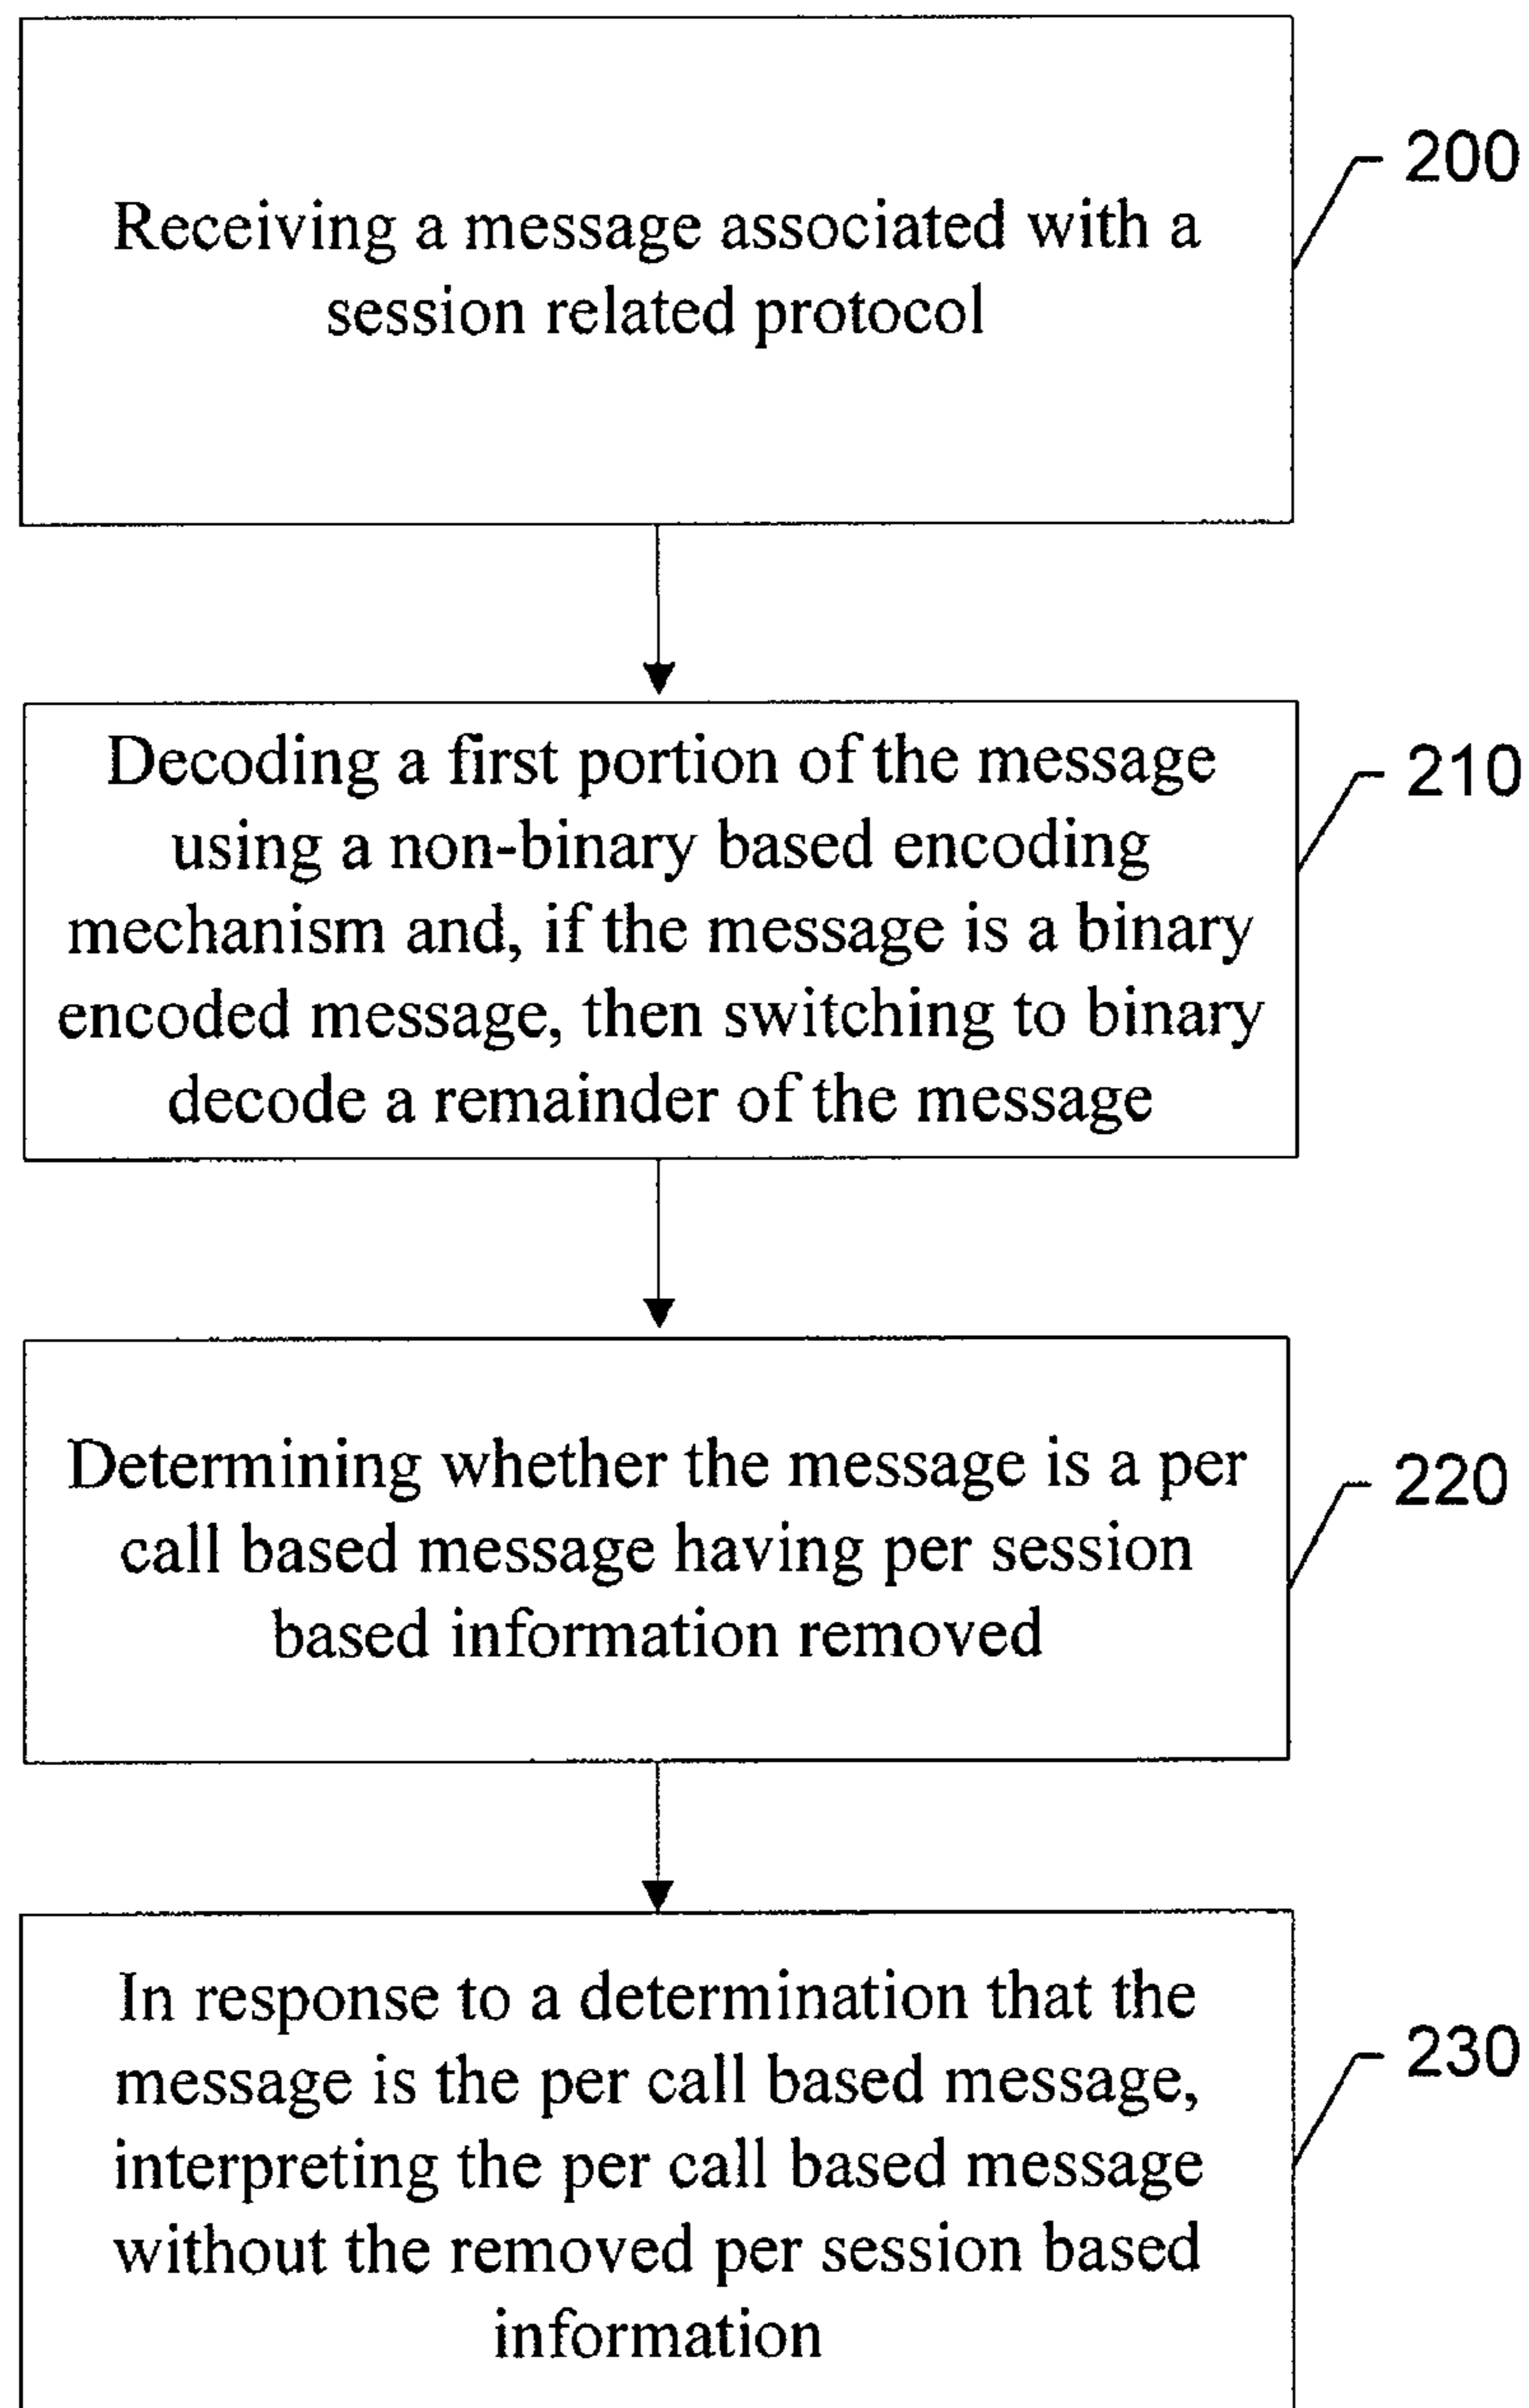 Receiving a message associated with a
session related protocol
200
Decoding a first portion of the message
using a non-binary based encoding
mechanism and, if the message is a binary
encoded message, then switching to binary
decode a remainder of the message
210
Determining whether the message is a per
call based message having per session
based information removed
220
In response to a determination that the
message is the per call based message,
interpreting the per call based message
without the removed per session based
information
230